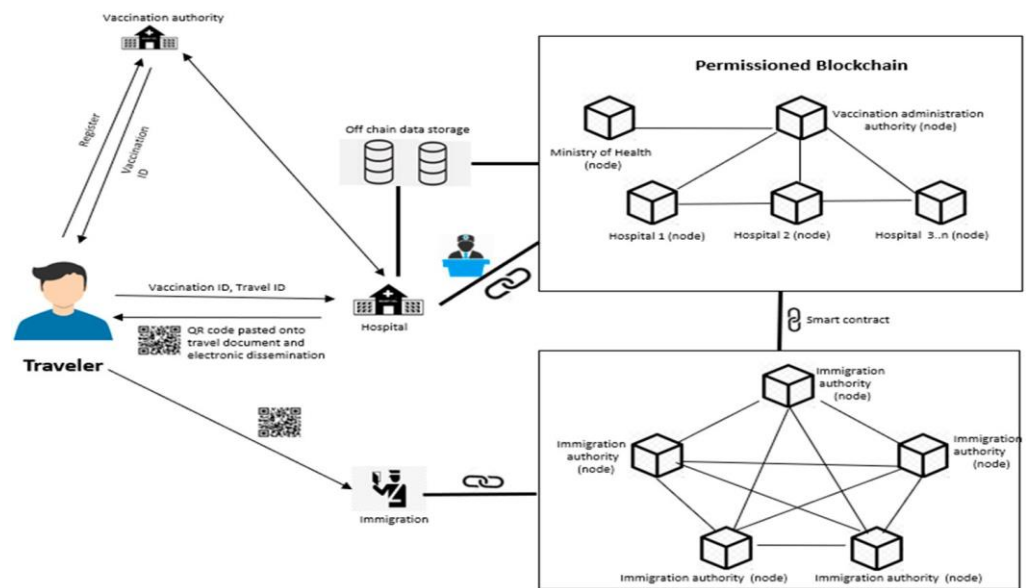 Vaccination authority
Register
Vaccination
ID
Off chain data storage
Permissioned Blockchain
Vaccination administration
authority (node)
Ministry of Health
(node)
Hospital 1 (node)
Hospital 2 (node)
Hospital 3..n (node)
Vaccination ID, Travel ID
Hospital
QR code pasted onto
travel document and
electronic dissemination
Traveler
Smart contract
Immigration
authority
(node)
Immigration
authority
(node)
Immigration
authority
(node)
Immigration
Immigration authority (node)
Immigration authority (node)